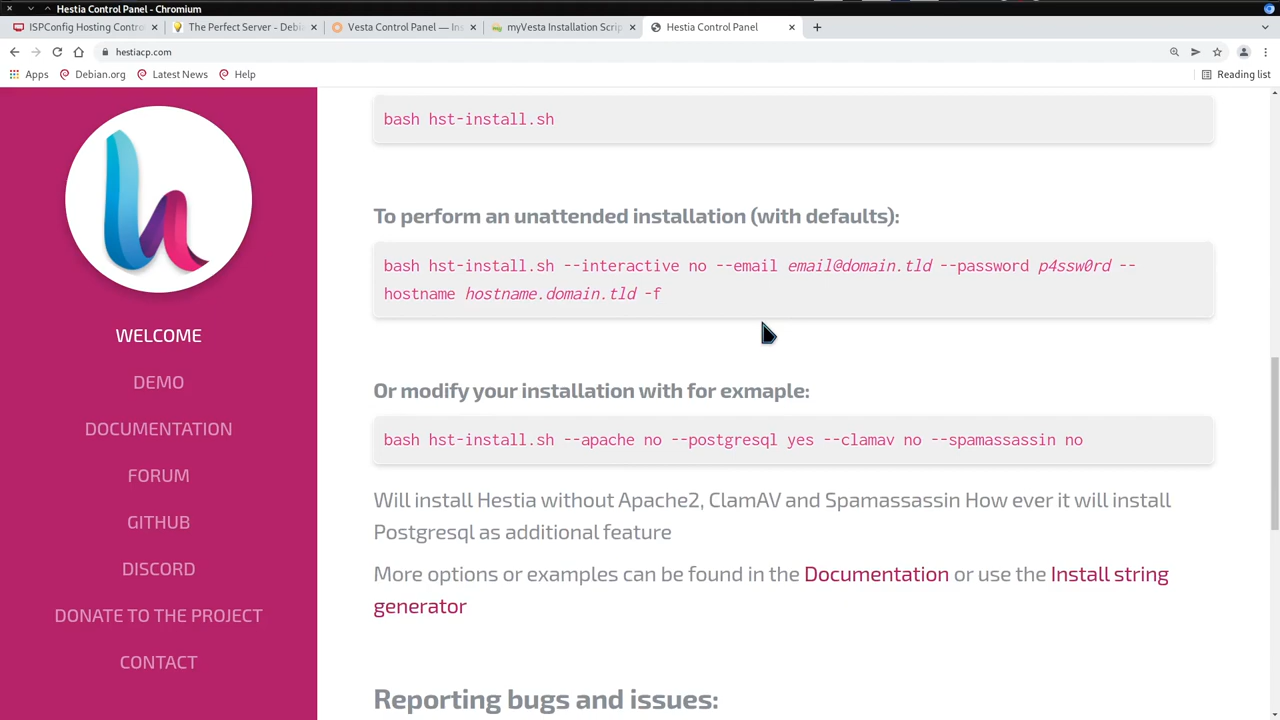 Hestia Control Panel - Chromium
ISPConfig Hosting Contro
The Perfect Server - Debia
Vesta Control Panel — Ins
myVesta Installation Scrip
Hestia Control Panel
hestiacp.com
Apps
Debian.org
Latest News
Help
Reading list
WELCOME
DEMO
DOCUMENTATION
FORUM
GITHUB
DISCORD
DONATE TO THE PROJECT
CONTACT
bash hst-install.sh
To perform an unattended installation (with defaults):
bash hst-install.sh --interactive no --email email@domain.tld --password p4ssw0rd --
hostname hostname.domain.tld -f
Or modify your installation with for exmaple:
bash hst-install.sh --apache no --postgresql yes --clamav no --spamassassin no
Will install Hestia without Apache2, ClamAV and Spamassassin How ever it will install
Postgresql as additional feature
More options or examples can be found in the Documentation or use the Install string
generator
Reporting bugs and issues: